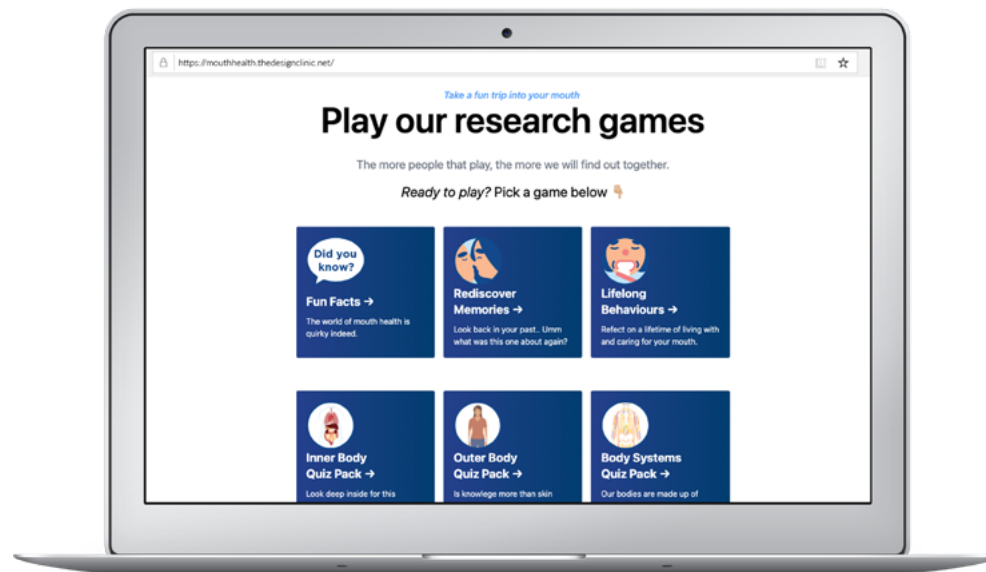 https://mouthhealth.thedesignclinic.net/
Take a fun trip into your mouth
Play our research games
The more people that play, the more we will find out together.
Ready to play? Pick a game below 👇🏼
Did you
know?
Fun Facts →
The world of mouth health is
quirky indeed.
Rediscover
Memories →
Look back in your past.. Umm
what was this one about again?
Lifelong
Behaviours →
Refect on a lifetime of living with
and caring for your mouth.
Inner Body
Quiz Pack →
Look deep inside for this
Outer Body
Quiz Pack →
Is knowlege more than skin
Body Systems
Quiz Pack →
Our bodies are made up of